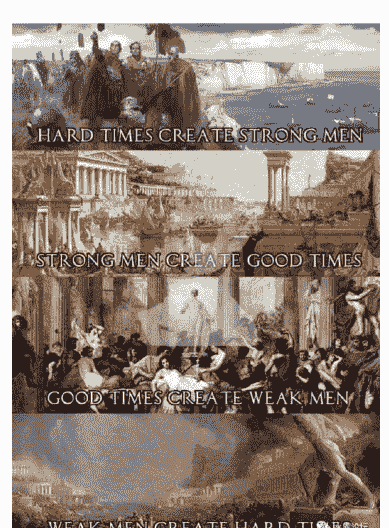 HARD TIMES CREATE STRONG MEN
STRONG MEN CREATE GOOD TIMES
GOOD TIMES CREATE WEAK MEN
WEAK MEN CREATE HARD